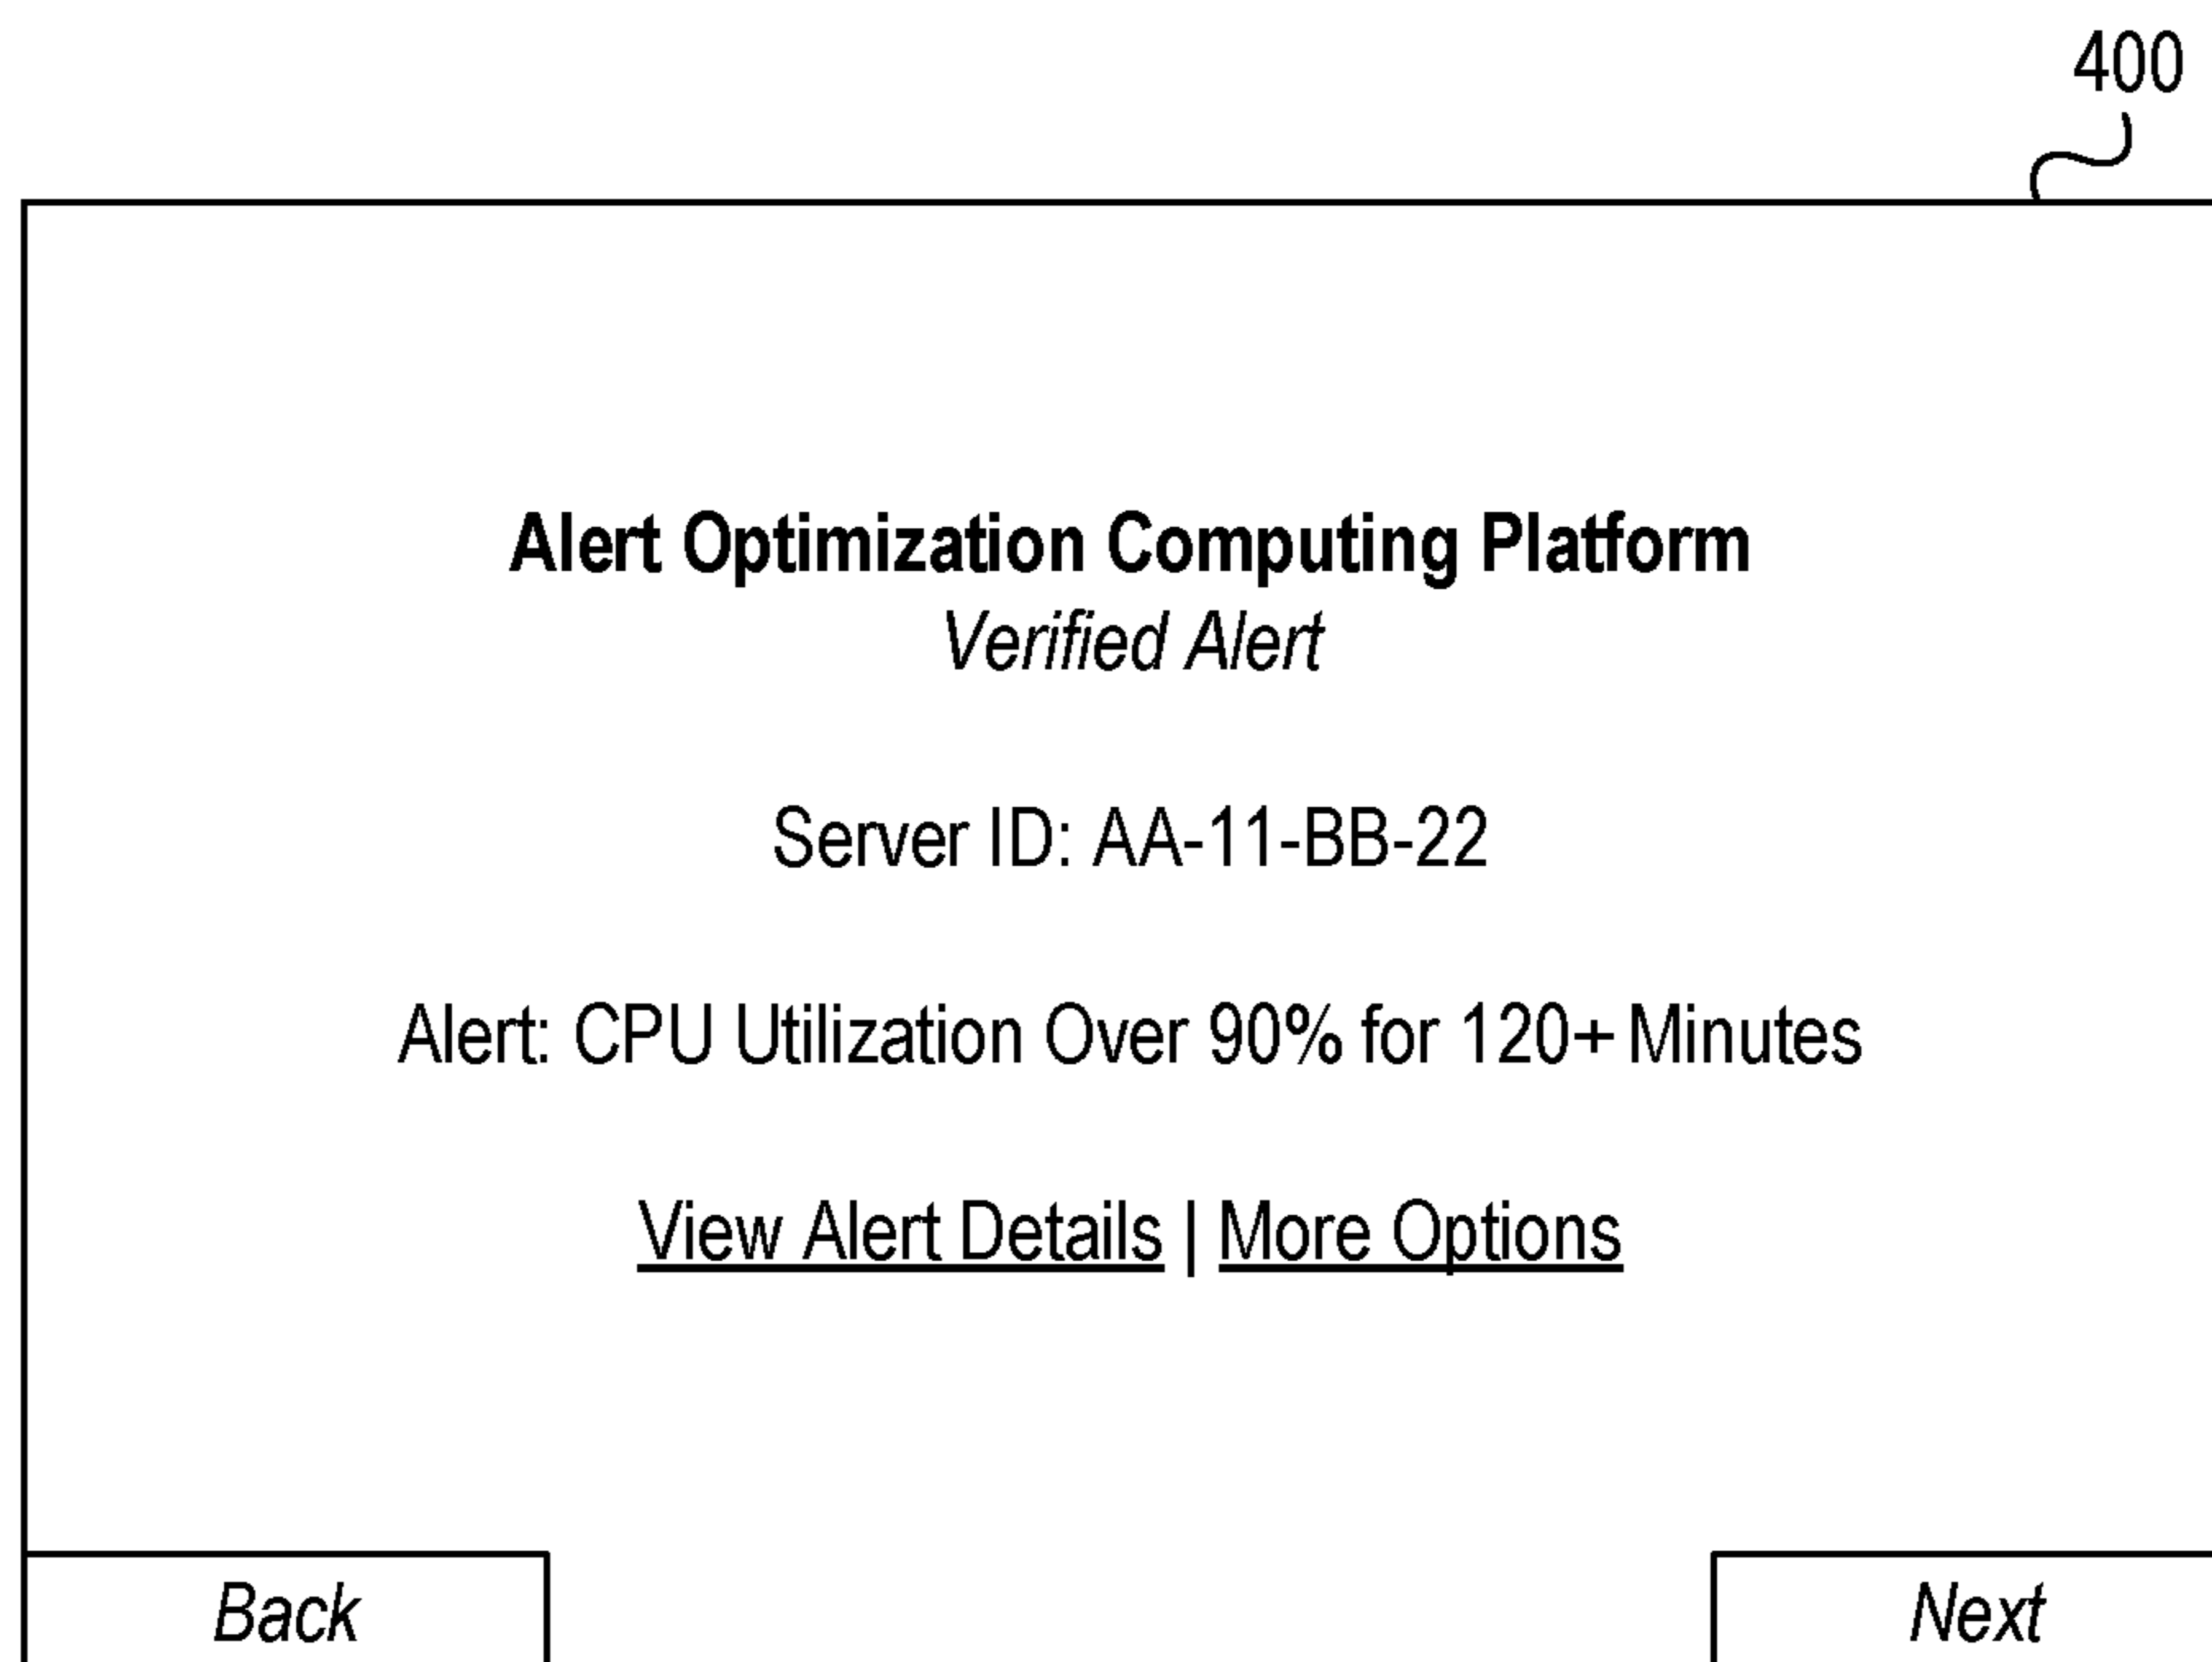 400
Alert Optimization Computing Platform
Verified Alert
Server ID: AA-11-BB-22
Alert: CPU Utilization Over 90% for 120+ Minutes
View Alert Details | More Options
Back
Next